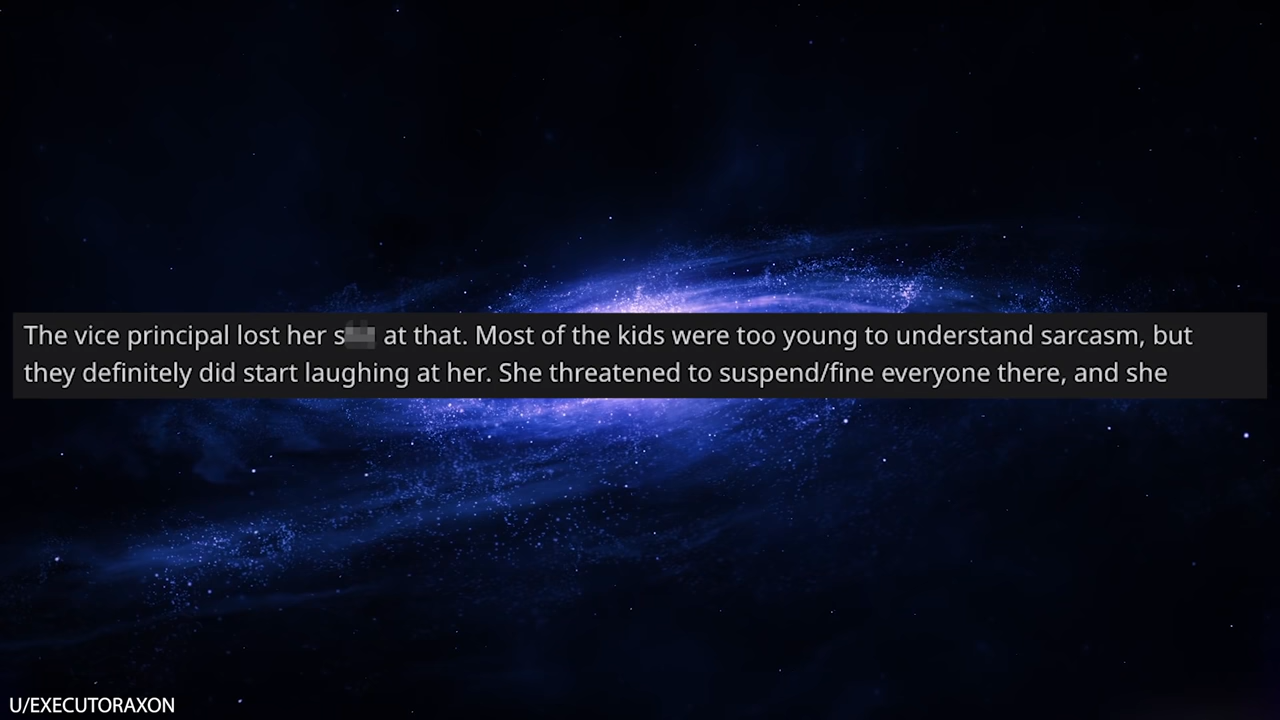 The vice principal lost her s at that. Most of the kids were too young to understand sarcasm, but
they definitely did start laughing at her. She threatened to suspend/fine everyone there, and she
U/EXECUTORAXON